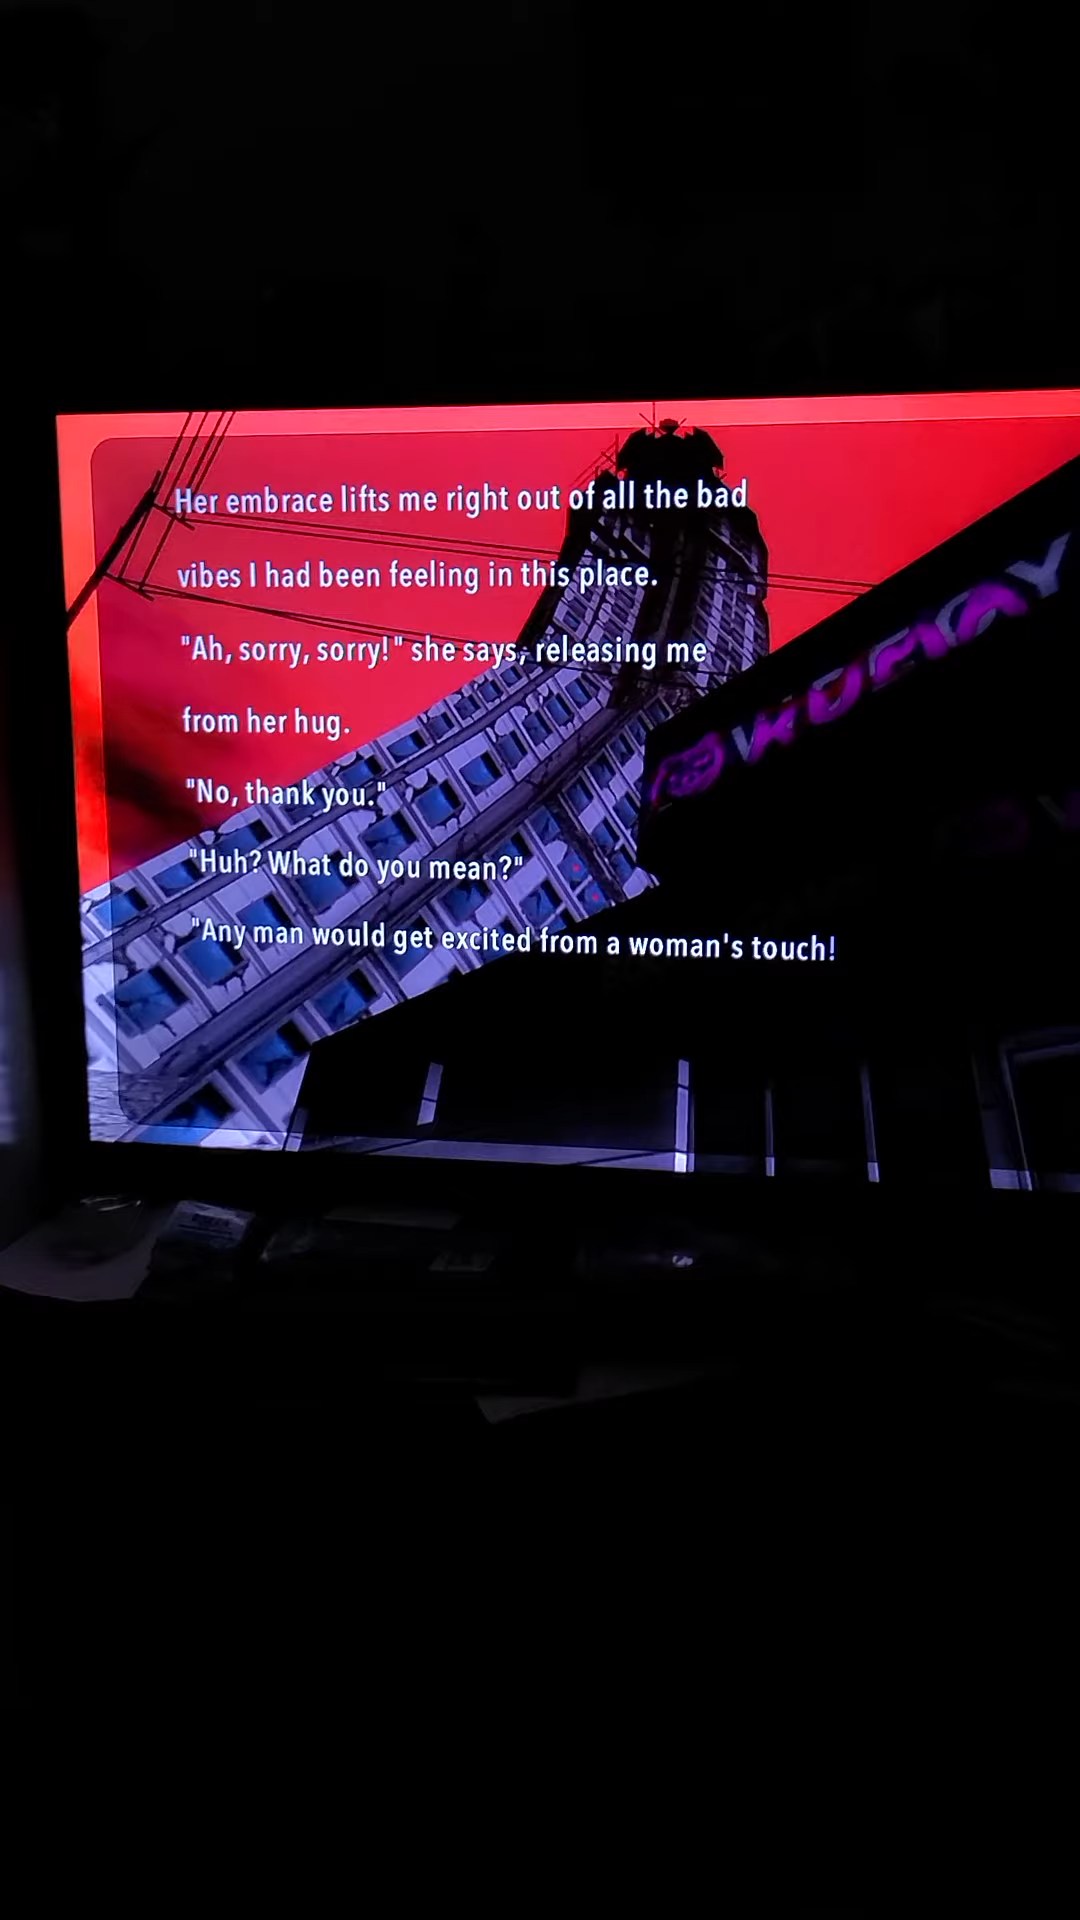 Her embrace lifts me right out of all the bad
vibes I had been feeling in this place.
"Ah, sorry, sorry!" she says, releasing me
from her hug.
"No, thank you."
"Huh? What do you mean?"
"Any man would get excited from a woman's touch!